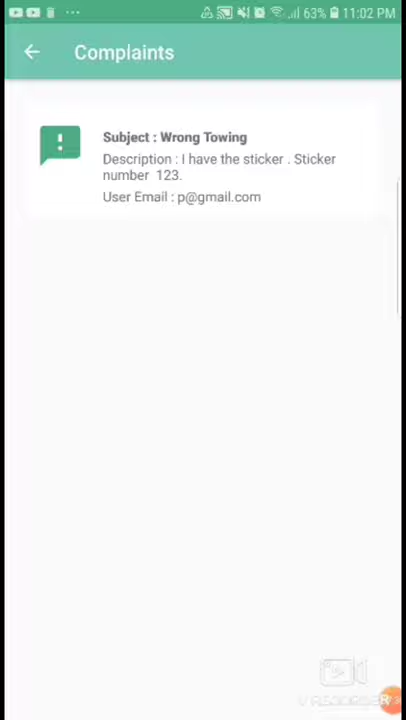 63% 11:02 PM
Complaints
Subject : Wrong Towing
Description : I have the sticker . Sticker
number 123.
User Email : p@gmail.com